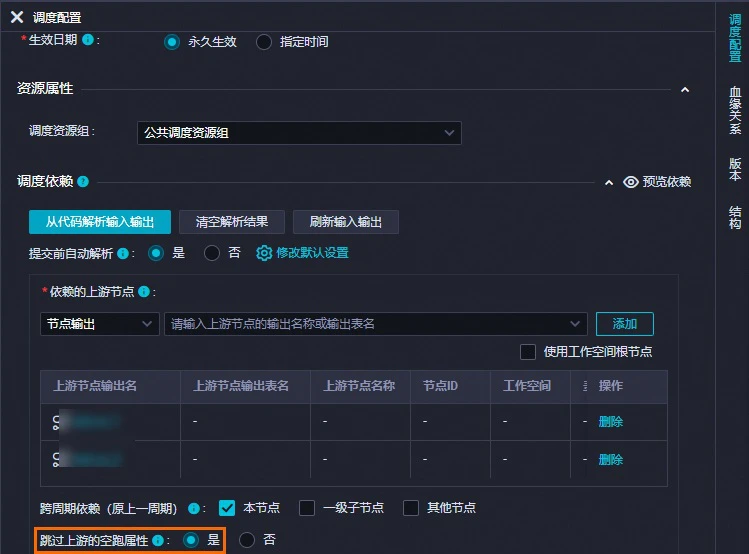 调度配置
*生效日期 : 永久生效 指定时间
资源属性
调度资源组: 公共调度资源组
调度依赖 预览依赖
从代码解析输入输出 清空解析结果 刷新输入输出
提交前自动解析 : 是 否 修改默认设置
*依赖的上游节点 :
节点输出 请输入上游节点的输出名称或输出表名 添加
使用工作空间根节点
上游节点输出名 上游节点输出表名 上游节点名称 节点ID 工作空间 操作
- - - - - 删除
- - - - - 删除
跨周期依赖（原上一周期） : 本节点 一级子节点 其他节点
跳过上游的空跑属性 : 是 否
调度配置
血缘关系
版本
结构